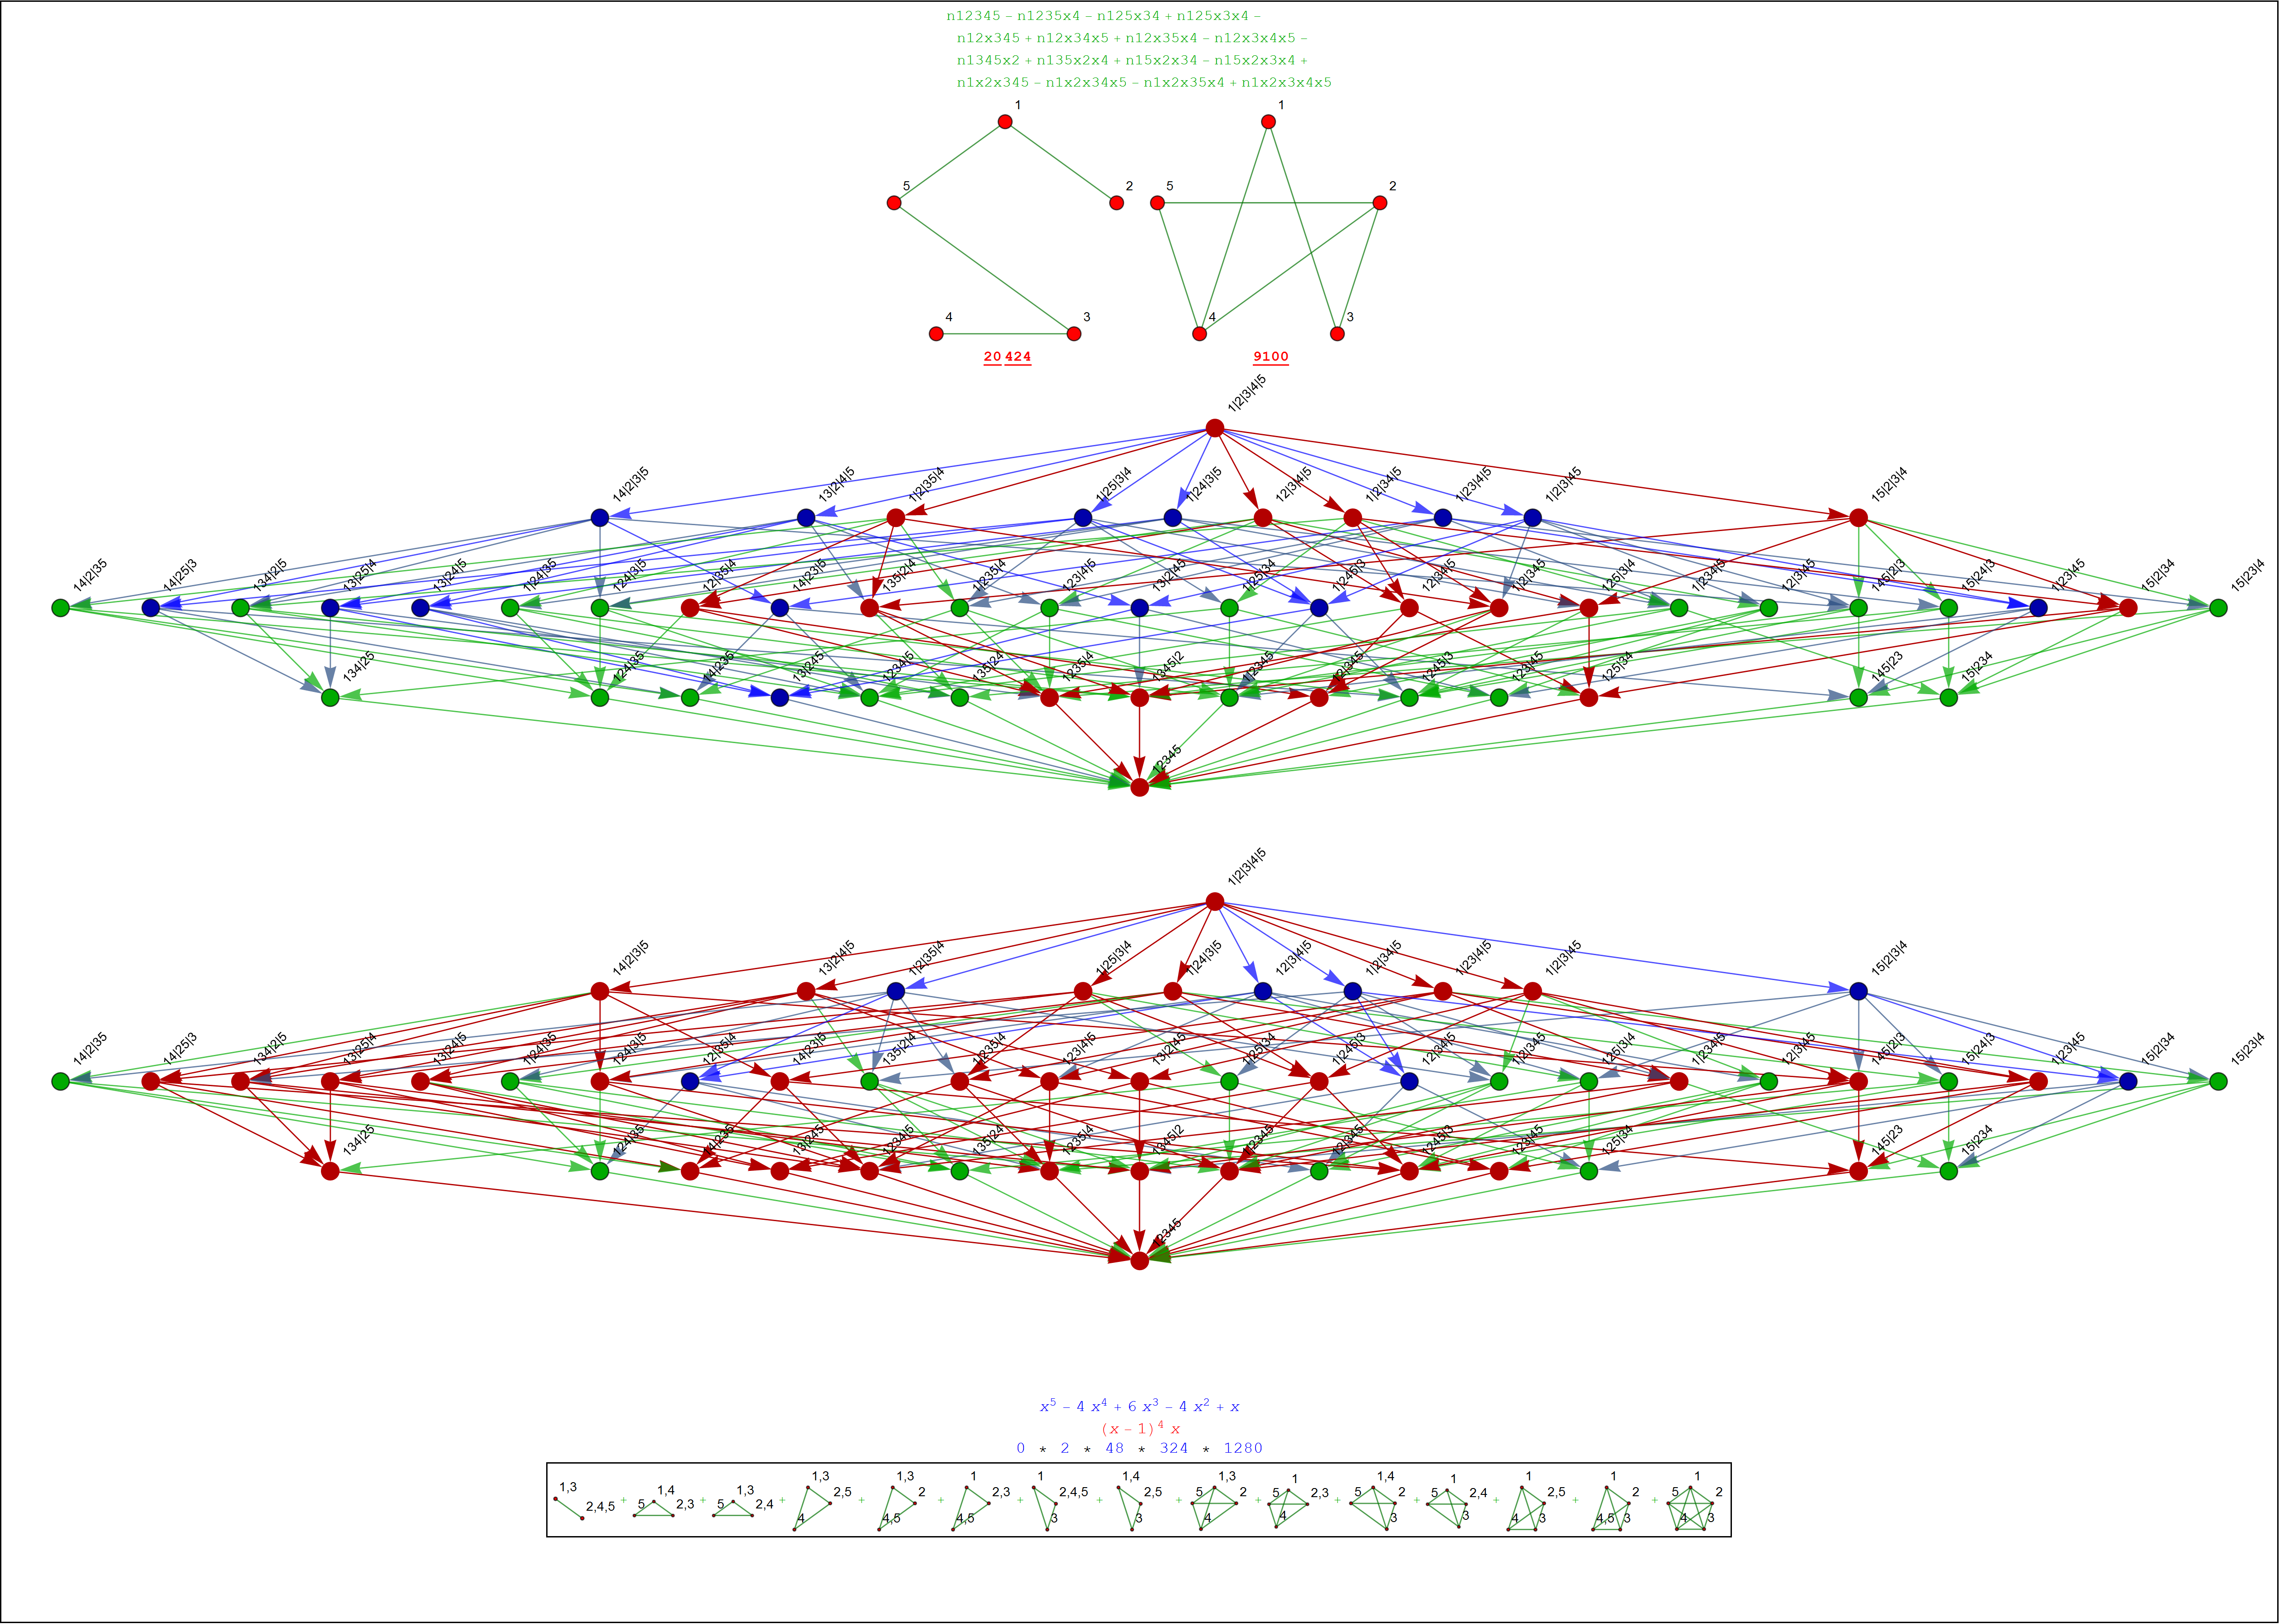 n12345 − n1235x4 − n125x34 + n125x3x4 −
n12x345 + n12x34x5 + n12x35x4 − n12x3x4x5 −
n1345x2 + n135x2x4 + n15x2x34 − n15x2x3x4 +
n1x2x345 − n1x2x34x5 − n1x2x35x4 + n1x2x3x4x5
1 1
5 2 5 2
4 3 4 3
20 424 9100
1|2|3|4|5
14|2|3|5 13|2|4|5 1|2|35|4 1|25|3|4 1|24|3|5 12|3|4|5 1|2|34|5 1|23|4|5 1|2|3|45 15|2|3|4
14|2|35 14|25|3 134|2|5 13|25|4 13|24|5 1|24|35 124|3|5 12|35|4 14|23|5 135|2|4 1|235|4 123|4|5 13|2|45 1|25|34 1|245|3 12|34|5 1|2|345 125|3|4 1|234|5 12|3|45 145|2|3 15|24|3 1|23|45 15|2|34 15|23|4
134|25 124|35 14|235 13|245 1234|5 135|24 1235|4 1345|2 1|2345 12|345 1245|3 123|45 125|34 145|23 15|234
12345
1|2|3|4|5
14|2|3|5 13|2|4|5 1|2|35|4 1|25|3|4 1|24|3|5 12|3|4|5 1|2|34|5 1|23|4|5 1|2|3|45 15|2|3|4
14|2|35 14|25|3 134|2|5 13|25|4 13|24|5 1|24|35 124|3|5 12|35|4 14|23|5 135|2|4 1|235|4 123|4|5 13|2|45 1|25|34 1|245|3 12|34|5 1|2|345 125|3|4 1|234|5 12|3|45 145|2|3 15|24|3 1|23|45 15|2|34 15|23|4
134|25 124|35 14|235 13|245 1234|5 135|24 1235|4 1345|2 1|2345 12|345 1245|3 123|45 125|34 145|23 15|234
12345
x⁵ − 4 x⁴ + 6 x³ − 4 x² + x
(x − 1)⁴ x
0 * 2 * 48 * 324 * 1280
1,3 2,4,5 + 5 1,4 2,3 + 5 1,3 2,4 + 1,3 2,5 4 + 1,3 2 4,5 + 1 2,3 4,5 + 1 2,4,5 3 + 1,4 2,5 3 + 1,3 5 2 4 + 1 5 2,3 4 + 1,4 5 2 3 + 1 5 2,4 3 + 1 2,5 4 3 + 1 2 4,5 3 + 1 5 2 4 3